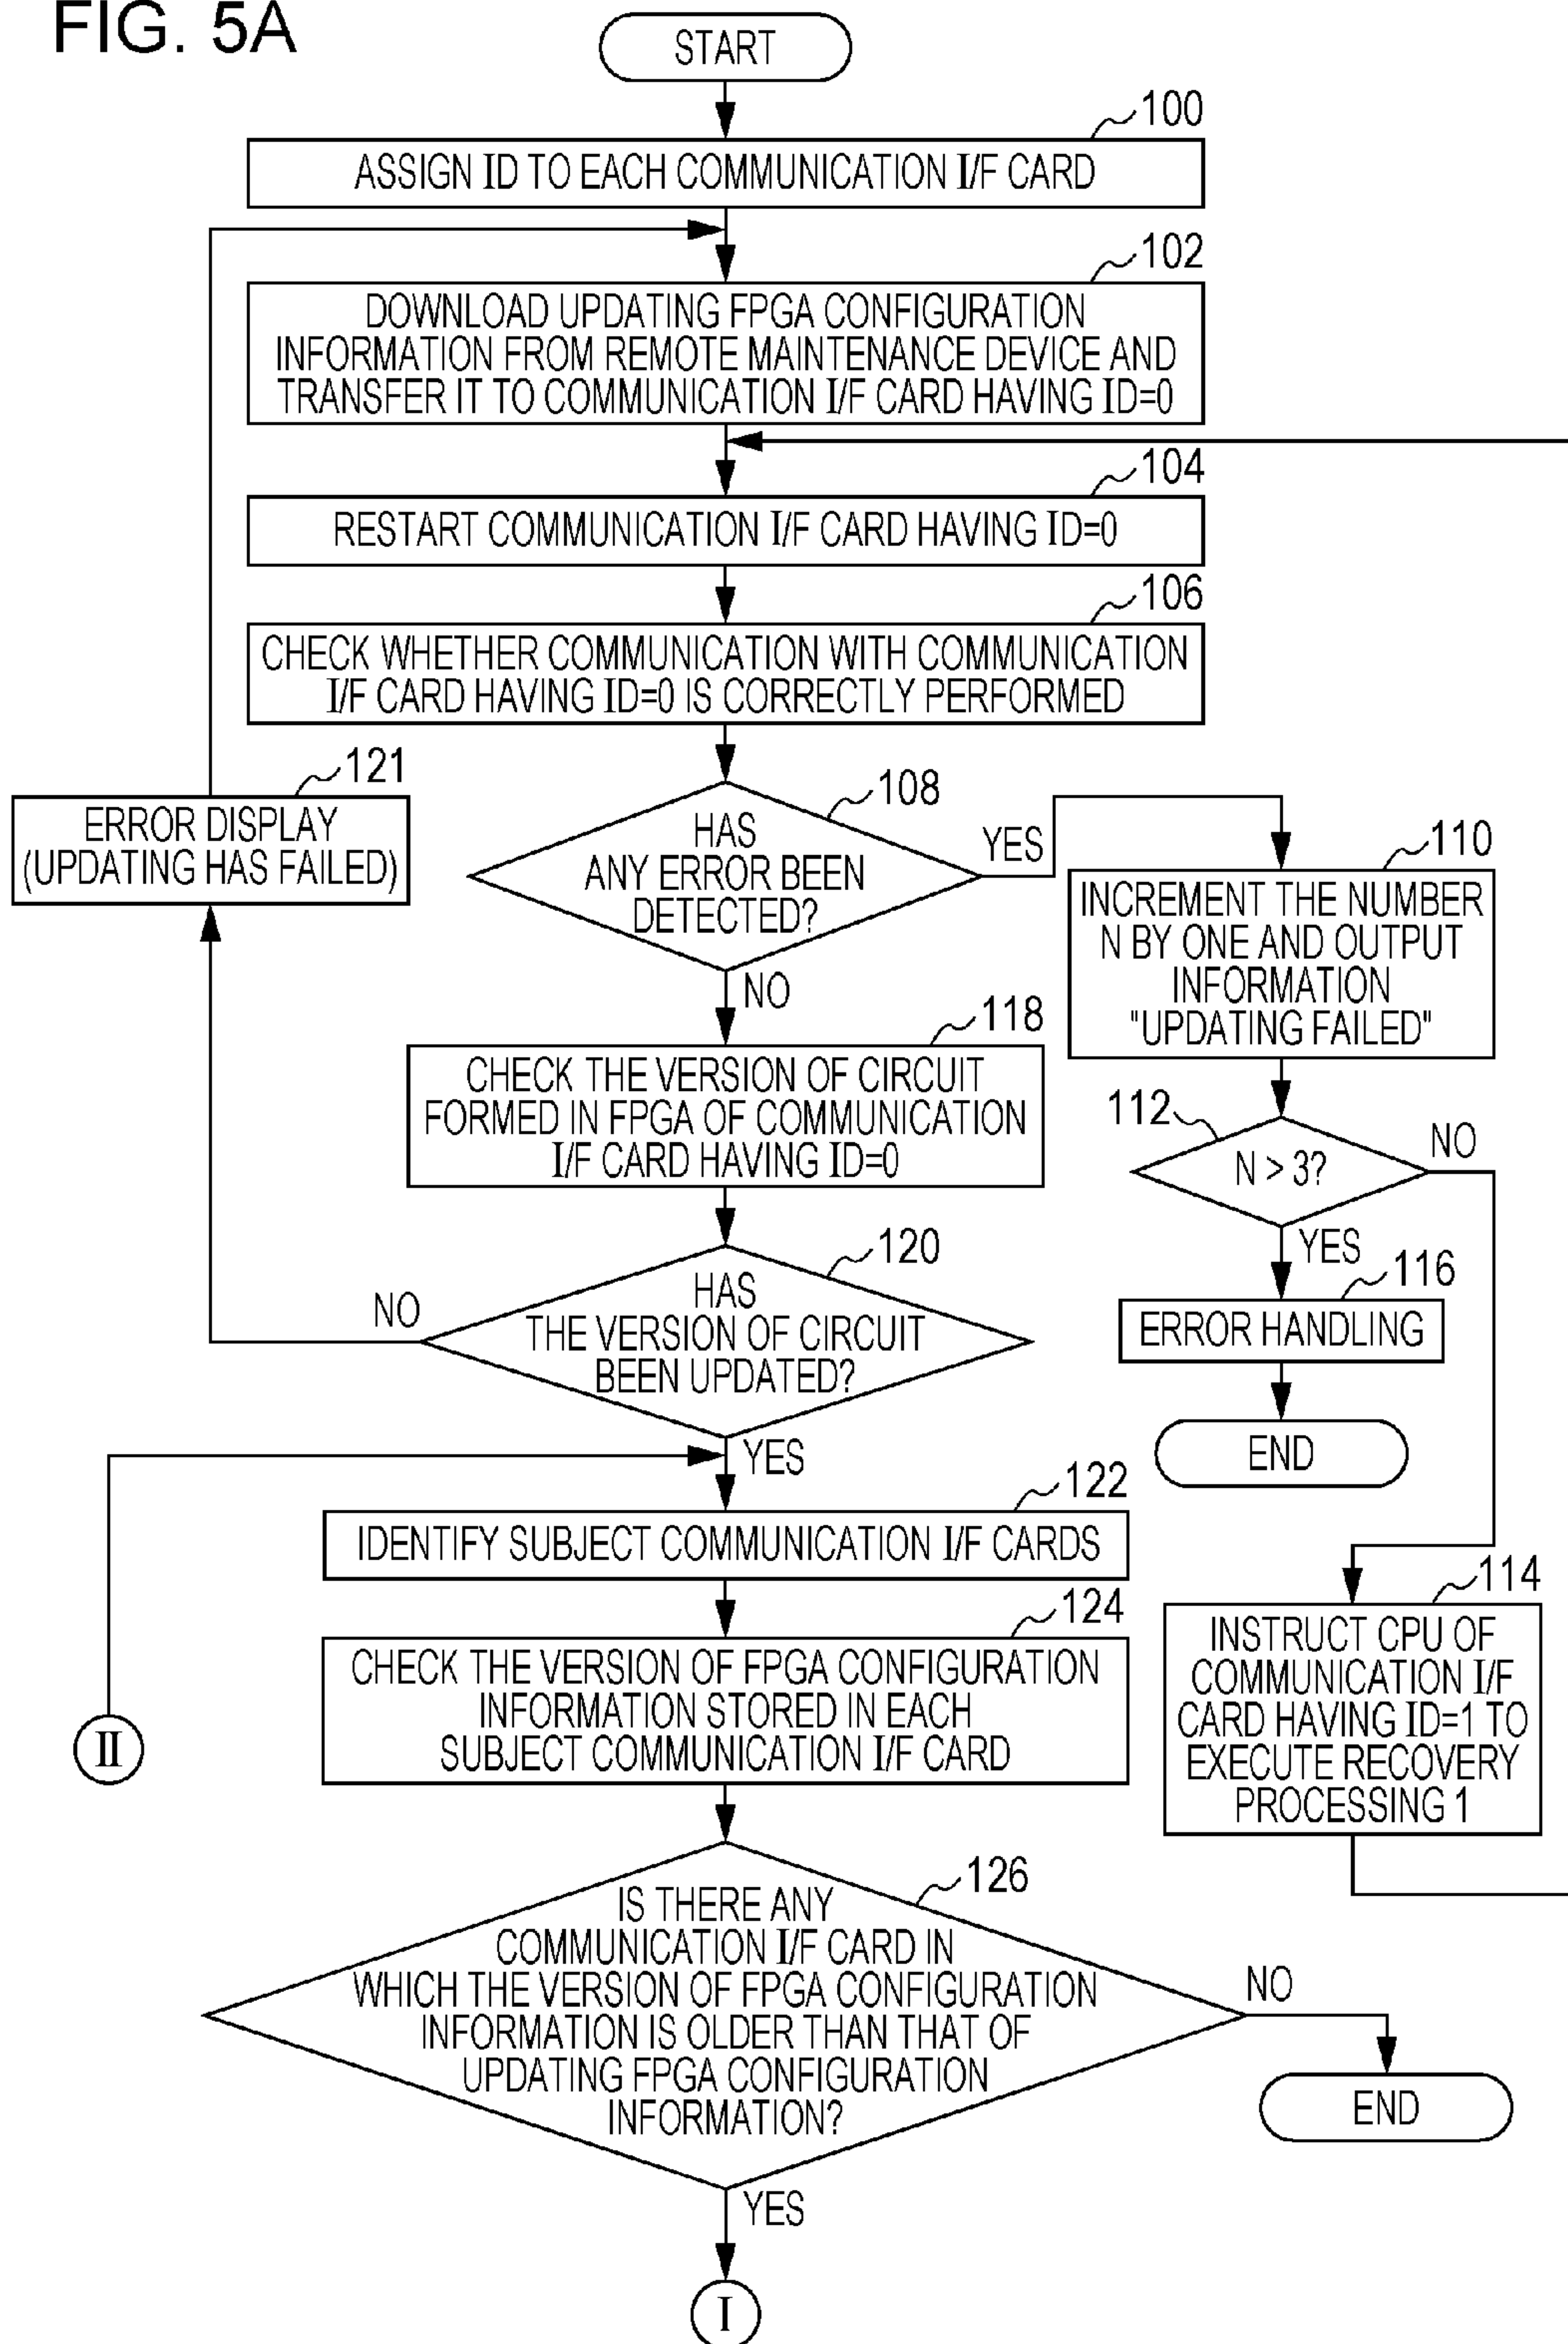 FIG. 5A
START
100
ASSIGN ID TO EACH COMMUNICATION I/F CARD
102
DOWNLOAD UPDATING FPGA CONFIGURATION
INFORMATION FROM REMOTE MAINTENANCE DEVICE AND
TRANSFER IT TO COMMUNICATION I/F CARD HAVING ID=0
104
RESTART COMMUNICATION I/F CARD HAVING ID=0
106
CHECK WHETHER COMMUNICATION WITH COMMUNICATION
I/F CARD HAVING ID=0 IS CORRECTLY PERFORMED
121
ERROR DISPLAY
(UPDATING HAS FAILED)
108
HAS
ANY ERROR BEEN
DETECTED?
YES
NO
110
INCREMENT THE NUMBER
N BY ONE AND OUTPUT
INFORMATION
"UPDATING FAILED"
118
CHECK THE VERSION OF CIRCUIT
FORMED IN FPGA OF COMMUNICATION
I/F CARD HAVING ID=0
112
N > 3?
NO
YES
116
ERROR HANDLING
END
120
HAS
THE VERSION OF CIRCUIT
BEEN UPDATED?
NO
YES
122
IDENTIFY SUBJECT COMMUNICATION I/F CARDS
124
CHECK THE VERSION OF FPGA CONFIGURATION
INFORMATION STORED IN EACH
SUBJECT COMMUNICATION I/F CARD
II
114
INSTRUCT CPU OF
COMMUNICATION I/F
CARD HAVING ID=1 TO
EXECUTE RECOVERY
PROCESSING 1
126
IS THERE ANY
COMMUNICATION I/F CARD IN
WHICH THE VERSION OF FPGA CONFIGURATION
INFORMATION IS OLDER THAN THAT OF
UPDATING FPGA CONFIGURATION
INFORMATION?
NO
END
YES
I